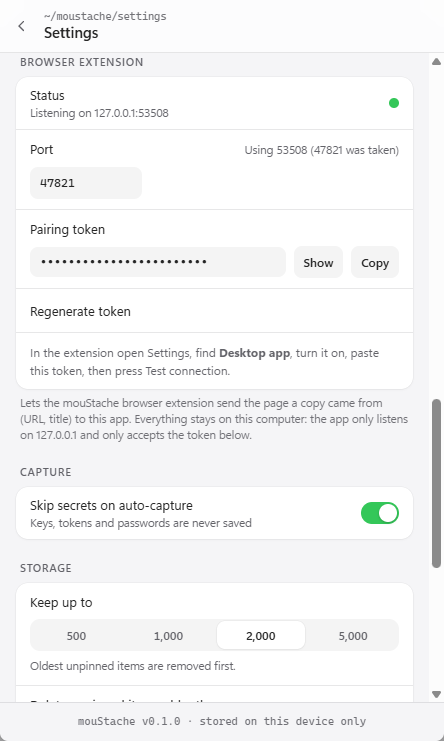 ~/moustache/settings
Settings
BROWSER EXTENSION
Status
Listening on 127.0.0.1:53508
Port
Using 53508 (47821 was taken)
47821
Pairing token
••••••••••••••••••••••••
Show
Copy
Regenerate token
In the extension open Settings, find Desktop app, turn it on, paste
this token, then press Test connection.
Lets the mouStache browser extension send the page a copy came from
(URL, title) to this app. Everything stays on this computer: the app only listens
on 127.0.0.1 and only accepts the token below.
CAPTURE
Skip secrets on auto-capture
Keys, tokens and passwords are never saved
STORAGE
Keep up to
500
1,000
2,000
5,000
Oldest unpinned items are removed first.
mouStache v0.1.0 · stored on this device only